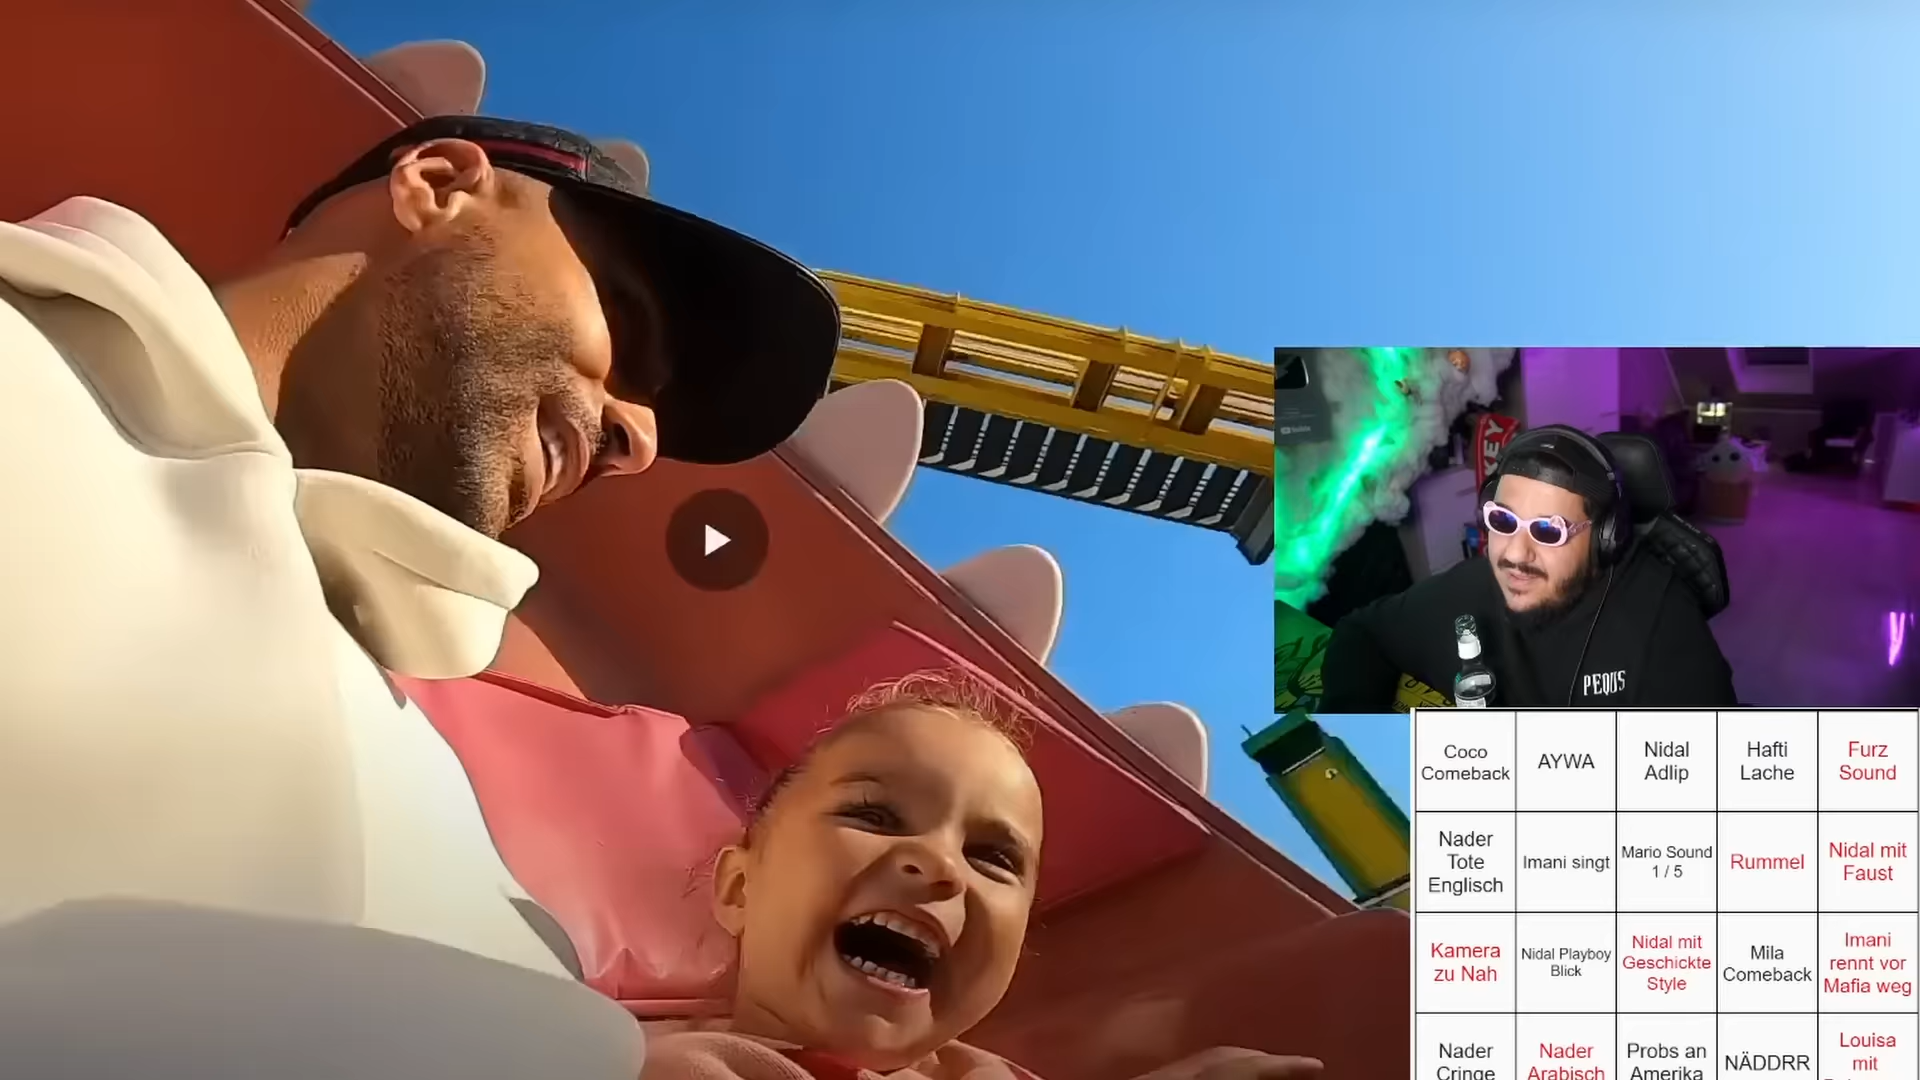 KEY
PEQUS
Coco
Comeback
AYWA
Nidal
Adlip
Hafti
Lache
Furz
Sound
Nader
Tote
Englisch
Imani singt
Mario Sound
1 / 5
Rummel
Nidal mit
Faust
Kamera
zu Nah
Nidal Playboy
Blick
Nidal mit
Geschickte
Style
Mila
Comeback
Imani
rennt vor
Mafia weg
Nader
Cringe
Nader
Arabisch
Probs an
Amerika
NÄDDRR
Louisa
mit